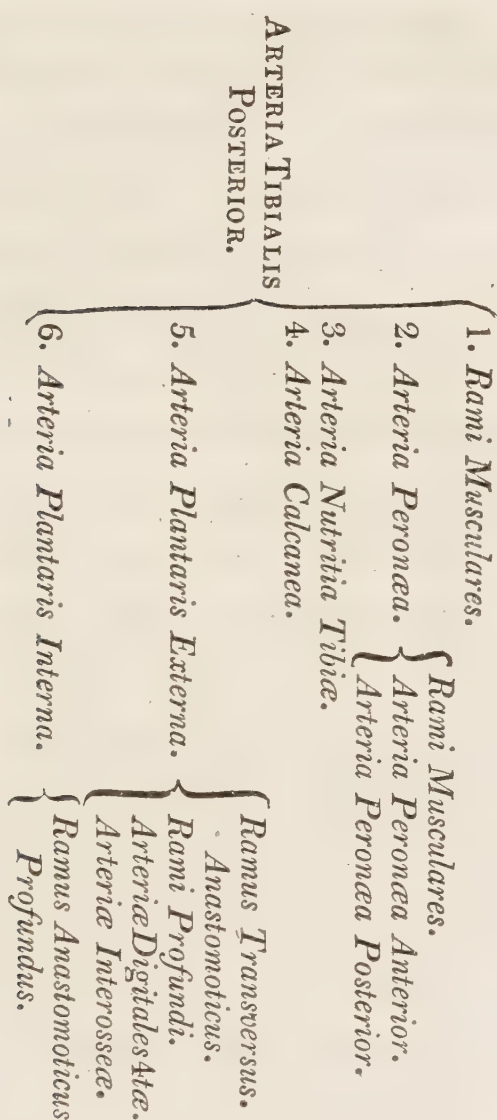 ARTERIA TIBIALIS
POSTERIOR.
1. Rami Musculares.
2. Arteria Peronæa.
Rami Musculares.
Arteria Peronæa Anterior.
Arteria Peronæa Posterior.
3. Arteria Nutritia Tibiæ.
4. Arteria Calcanea.
5. Arteria Plantaris Externa.
Ramus Transversus.
Anastomoticus.
Rami Profundi.
Arteriæ Digitales 4tæ.
Arteriæ Interosseæ.
6. Arteria Plantaris Interna.
Ramus Anastomoticus
Profundus.